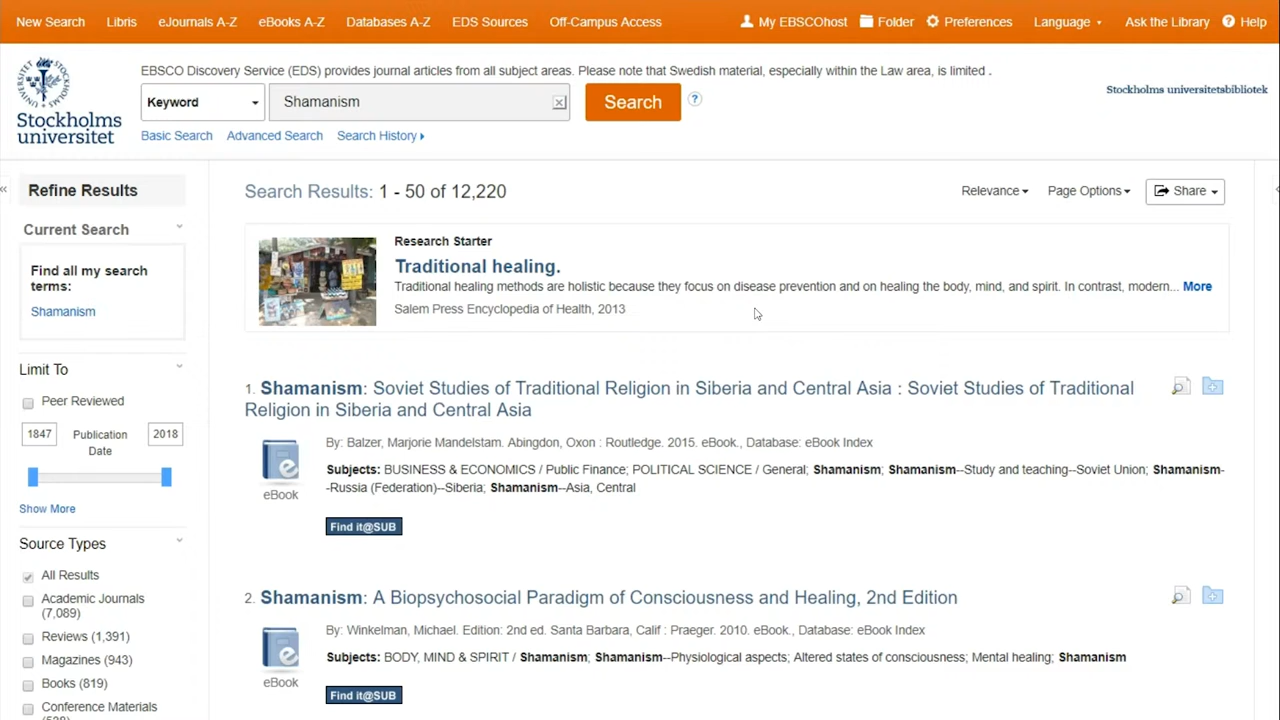 New Search Libris eJournals A-Z eBooks A-Z Databases A-Z EDS Sources Off-Campus Access My EBSCOhost Folder Preferences Language Ask the Library Help
EBSCO Discovery Service (EDS) provides journal articles from all subject areas. Please note that Swedish material, especially within the Law area, is limited .
Stockholms universitetsbibliotek
Keyword Shamanism Search
Stockholms
universitet
Basic Search Advanced Search Search History
Refine Results
Current Search
Find all my search
terms:
Shamanism
Limit To
Peer Reviewed
1847 Publication Date 2018
Show More
Source Types
All Results
Academic Journals
(7,089)
Reviews (1,391)
Magazines (943)
Books (819)
Conference Materials
Search Results: 1 - 50 of 12,220
Relevance Page Options Share
Research Starter
Traditional healing.
Traditional healing methods are holistic because they focus on disease prevention and on healing the body, mind, and spirit. In contrast, modern... More
Salem Press Encyclopedia of Health, 2013
1. Shamanism: Soviet Studies of Traditional Religion in Siberia and Central Asia : Soviet Studies of Traditional
Religion in Siberia and Central Asia
By: Balzer, Marjorie Mandelstam. Abingdon, Oxon : Routledge. 2015. eBook., Database: eBook Index
Subjects: BUSINESS & ECONOMICS / Public Finance; POLITICAL SCIENCE / General; Shamanism; Shamanism--Study and teaching--Soviet Union; Shamanism-
-Russia (Federation)--Siberia; Shamanism--Asia, Central
eBook
Find it@SUB
2. Shamanism: A Biopsychosocial Paradigm of Consciousness and Healing, 2nd Edition
By: Winkelman, Michael. Edition: 2nd ed. Santa Barbara, Calif : Praeger. 2010. eBook., Database: eBook Index
Subjects: BODY, MIND & SPIRIT / Shamanism; Shamanism--Physiological aspects; Altered states of consciousness; Mental healing; Shamanism
eBook
Find it@SUB